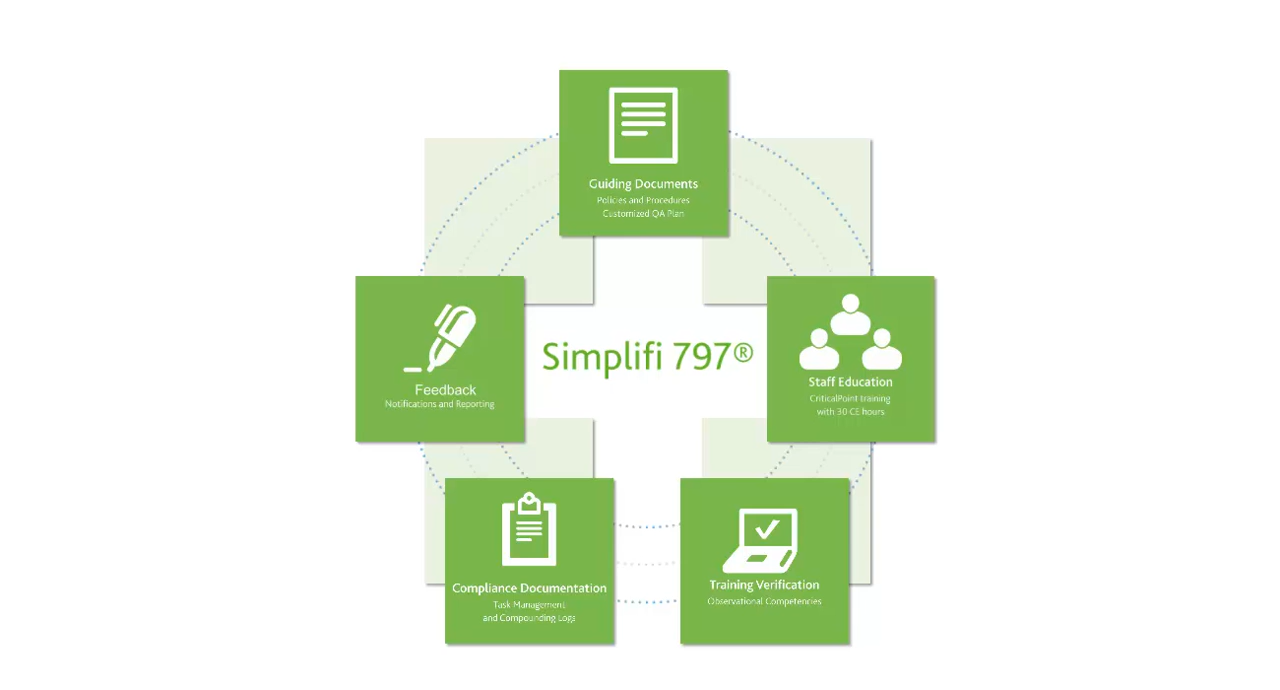 Guiding Documents
Policies and Procedures
Customized QA Plan
Simplifi 797®
Staff Education
CriticalPoint training
with 30 CE hours
Feedback
Notifications and Reporting
Compliance Documentation
Task Management
and Compounding Logs
Training Verification
Observational Competencies